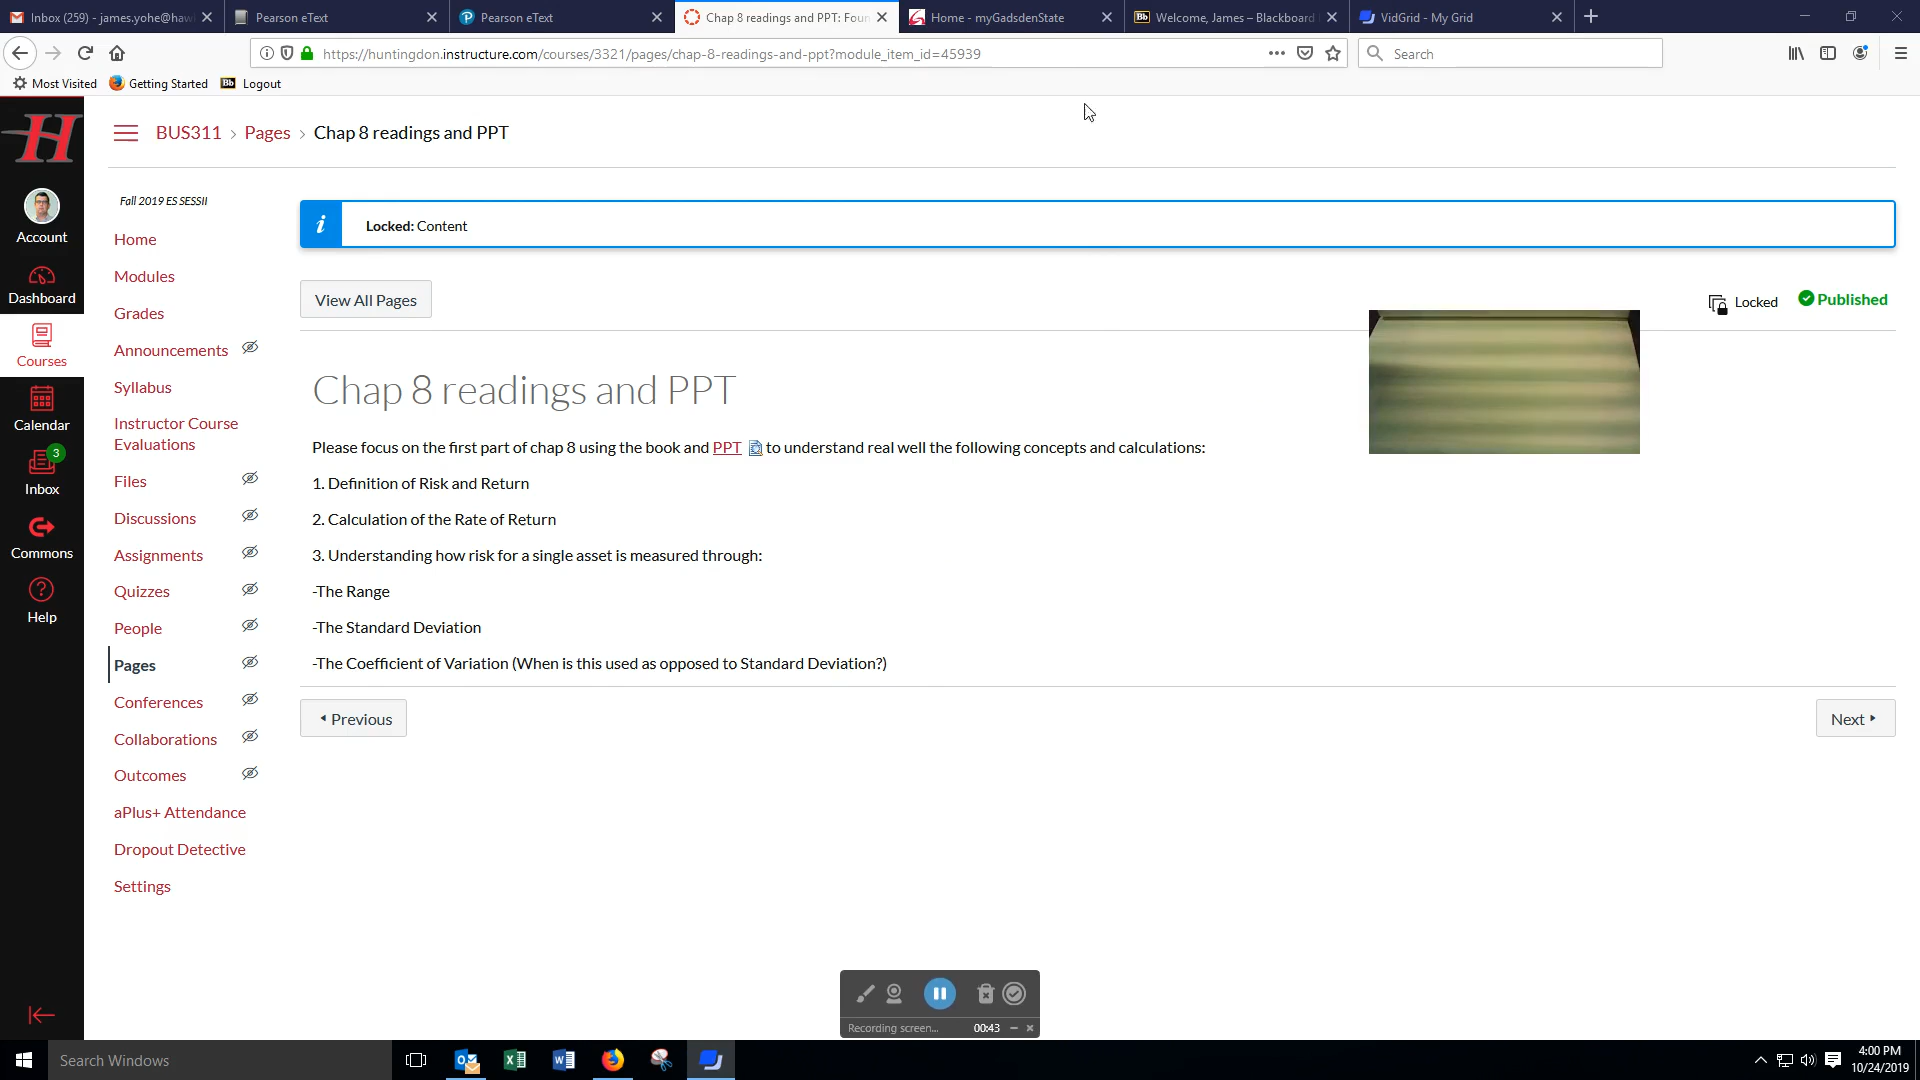 Inbox (259) - james.yohe@haw
Pearson eText
Pearson eText
Chap 8 readings and PPT: Foun
Home - myGadsdenState
Bb Welcome, James – Blackboard
VidGrid - My Grid
https://huntingdon.instructure.com/courses/3321/pages/chap-8-readings-and-ppt?module_item_id=45939
Search
Most Visited
Getting Started
Bb Logout
H
BUS311 › Pages › Chap 8 readings and PPT
Account
Dashboard
Courses
Calendar
3
Inbox
Commons
Help
Fall 2019 ES SESSII
Home
Modules
Grades
Announcements
Syllabus
Instructor Course
Evaluations
Files
Discussions
Assignments
Quizzes
People
Pages
Conferences
Collaborations
Outcomes
aPlus+ Attendance
Dropout Detective
Settings
i Locked: Content
View All Pages
Locked
Published
Chap 8 readings and PPT
Please focus on the first part of chap 8 using the book and PPT to understand real well the following concepts and calculations:
1. Definition of Risk and Return
2. Calculation of the Rate of Return
3. Understanding how risk for a single asset is measured through:
-The Range
-The Standard Deviation
-The Coefficient of Variation (When is this used as opposed to Standard Deviation?)
Previous
Next
Recording screen...
00:43
Search Windows
4:00 PM
10/24/2019